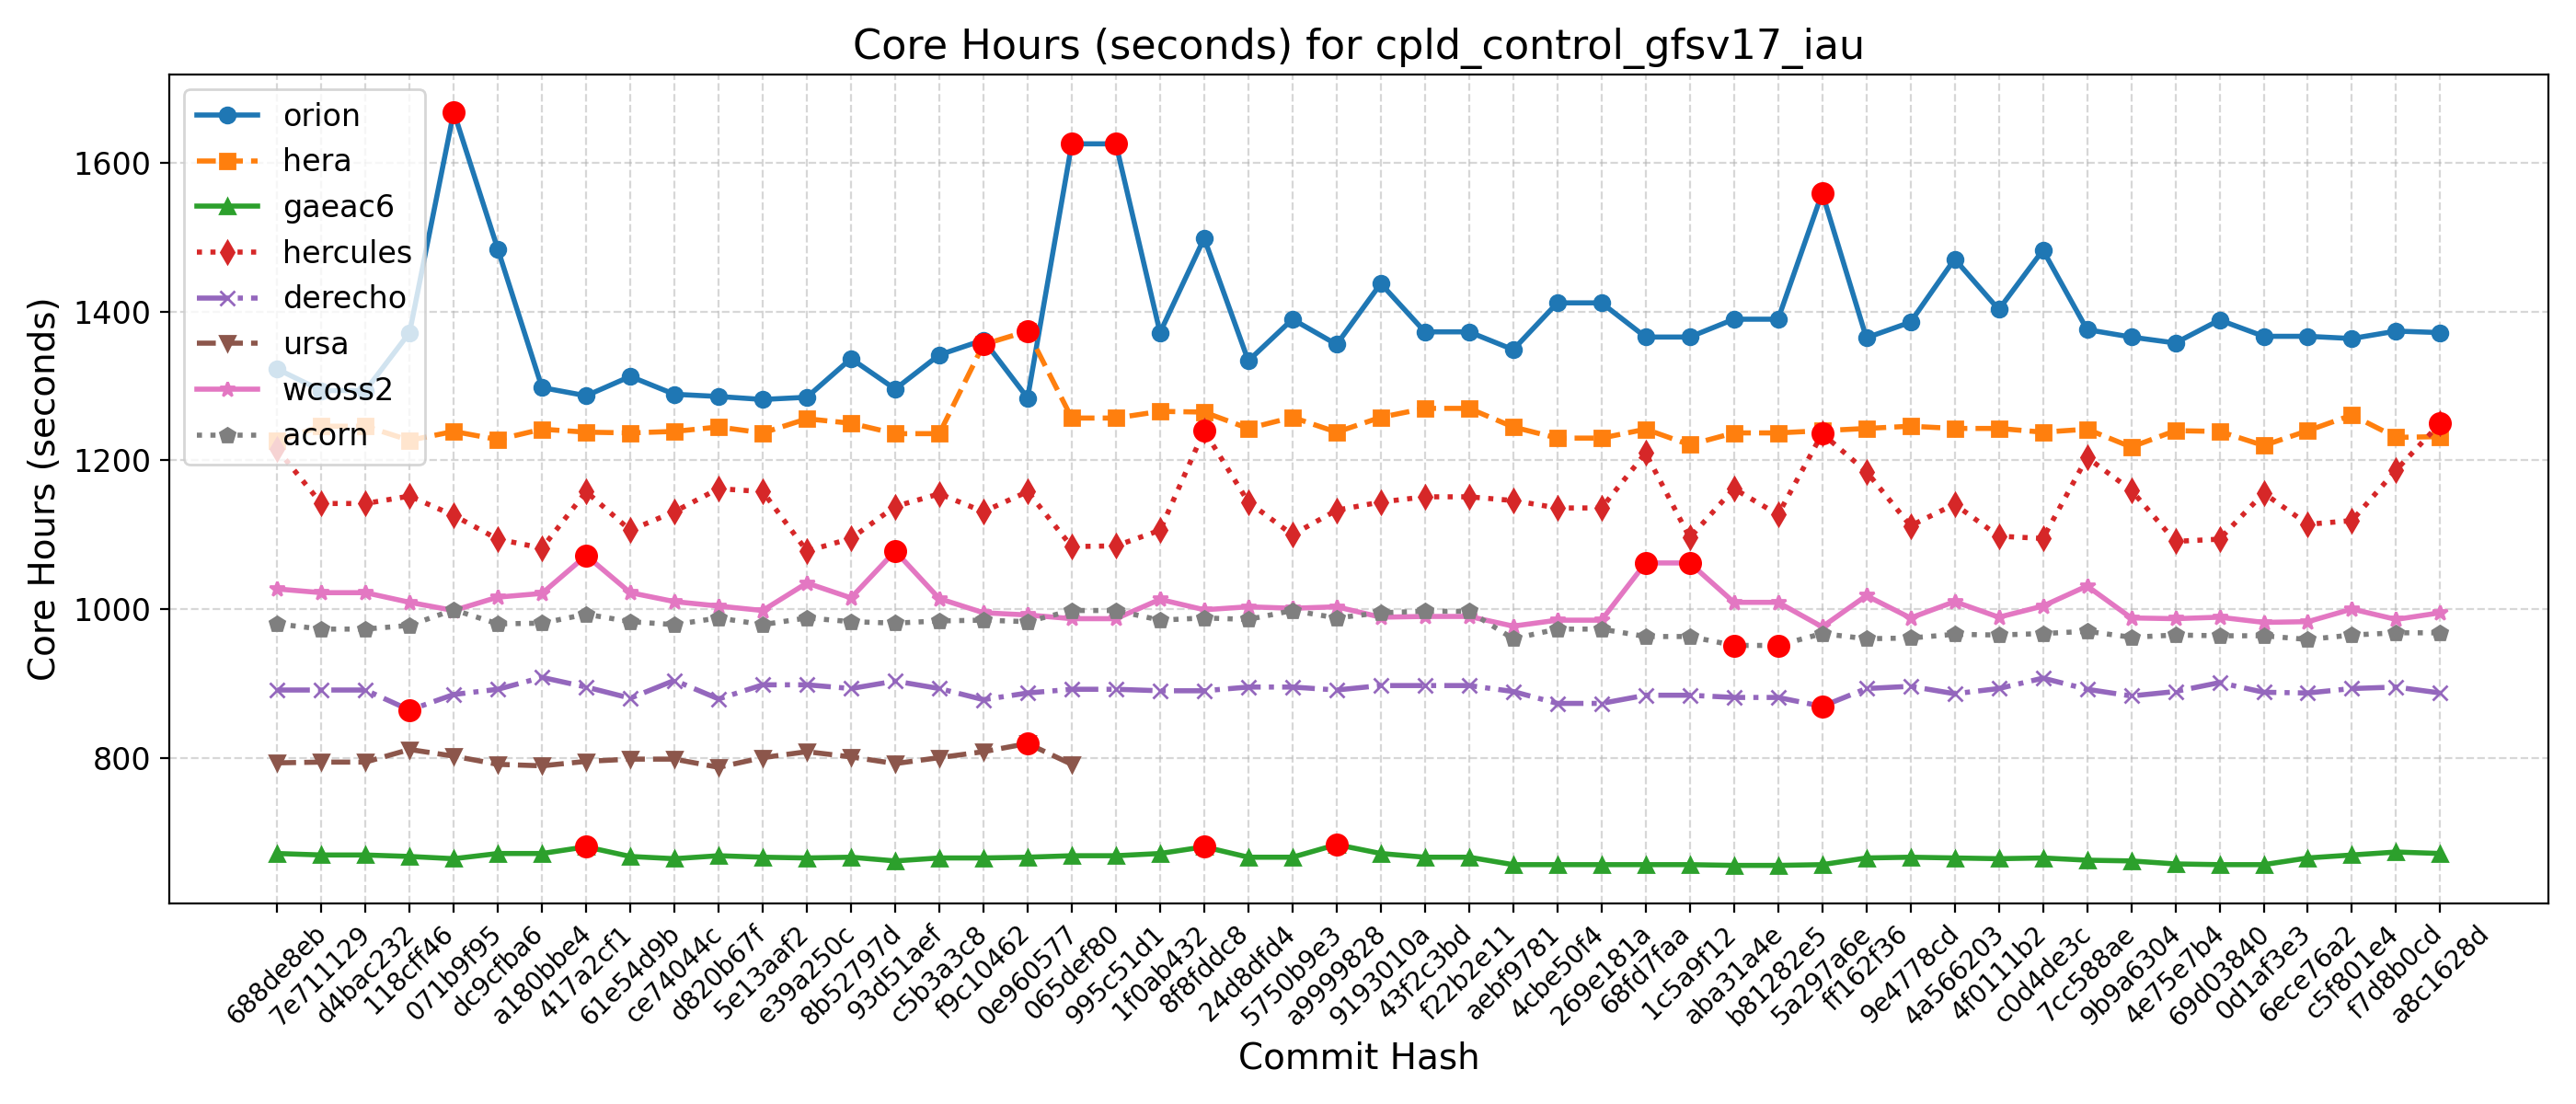 Core Hours (seconds) for cpld_control_gfsv17_iau
Core Hours (seconds)
1600
1400
1200
1000
800
orion
hera
gaeac6
hercules
derecho
ursa
wcoss2
acorn
688de8eb
7e711129
d4bac232
118cff46
071b9f95
dc9cfba6
a180bbe4
417a2cf1
61e54d9b
ce74044c
d820b67f
5e13aaf2
e39a250c
8b52797d
93d51aef
c5b3a3c8
f9c10462
0e960577
065def80
995c51d1
1f0ab432
8f8fddc8
24d8dfd4
5750b9e3
a9999828
9193010a
43f2c3bd
f22b2e11
aebf9781
4cbe50f4
269e181a
68fd7faa
1c5a9f12
aba31a4e
b81282e5
5a297a6e
ff162f36
9e4778cd
4a566203
4f0111b2
c0d4de3c
7cc588ae
9b9a6304
4e75e7b4
69d03840
0d1af3e3
6ece76a2
c5f801e4
f7d8b0cd
a8c1628d
Commit Hash